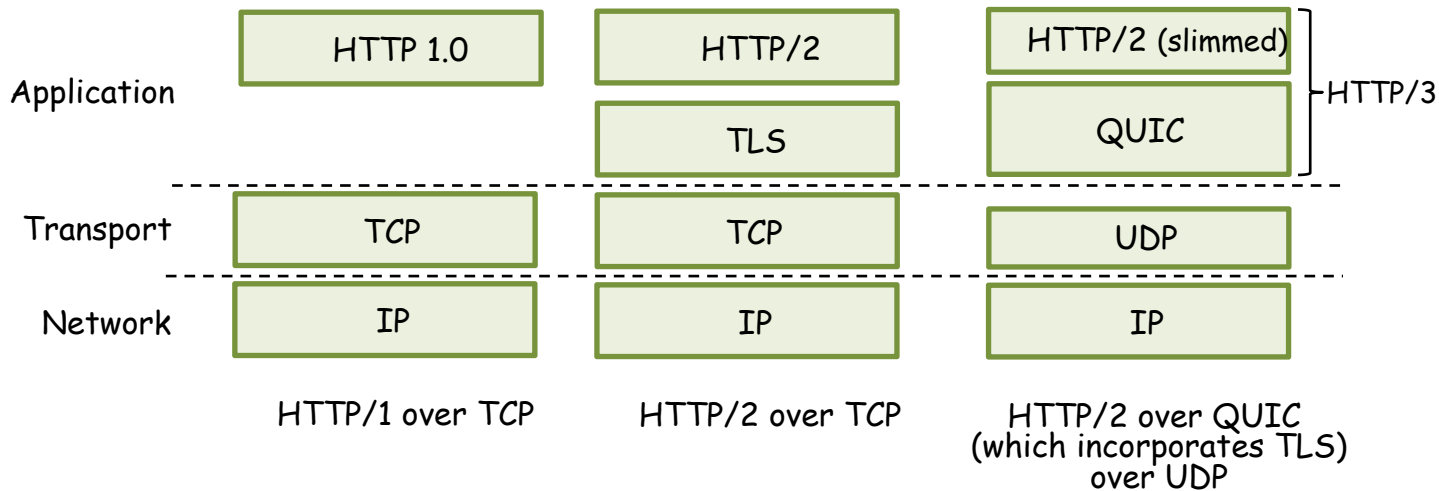 HTTP 1.0
HTTP/2
HTTP/2 (slimmed)
Application
HTTP/3
TLS
QUIC
Transport
TCP
TCP
UDP
Network
IP
IP
IP
HTTP/1 over TCP
HTTP/2 over TCP
HTTP/2 over QUIC
(which incorporates TLS)
over UDP